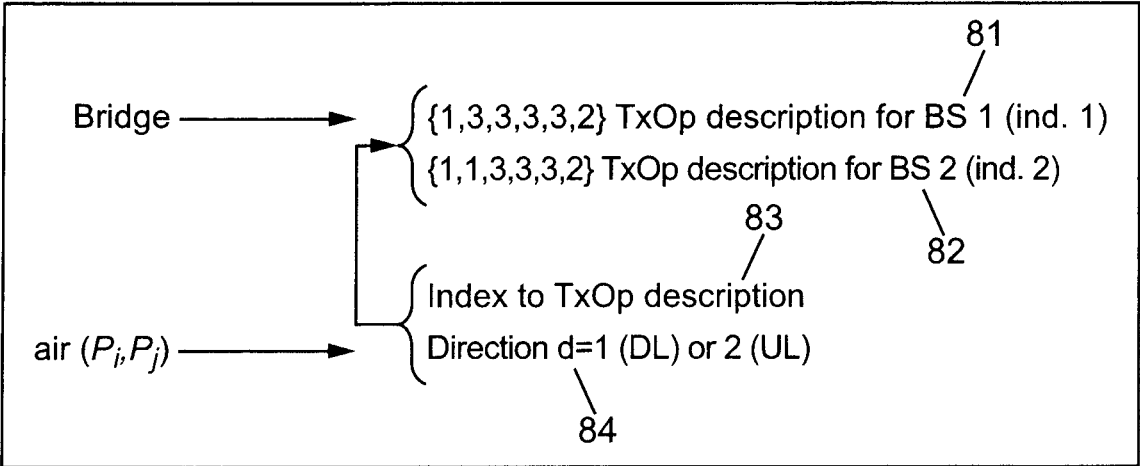 81
Bridge {1,3,3,3,3,2} TxOp description for BS 1 (ind. 1)
{1,1,3,3,3,2} TxOp description for BS 2 (ind. 2)
83
82
Index to TxOp description
air (Pi,Pj) Direction d=1 (DL) or 2 (UL)
84